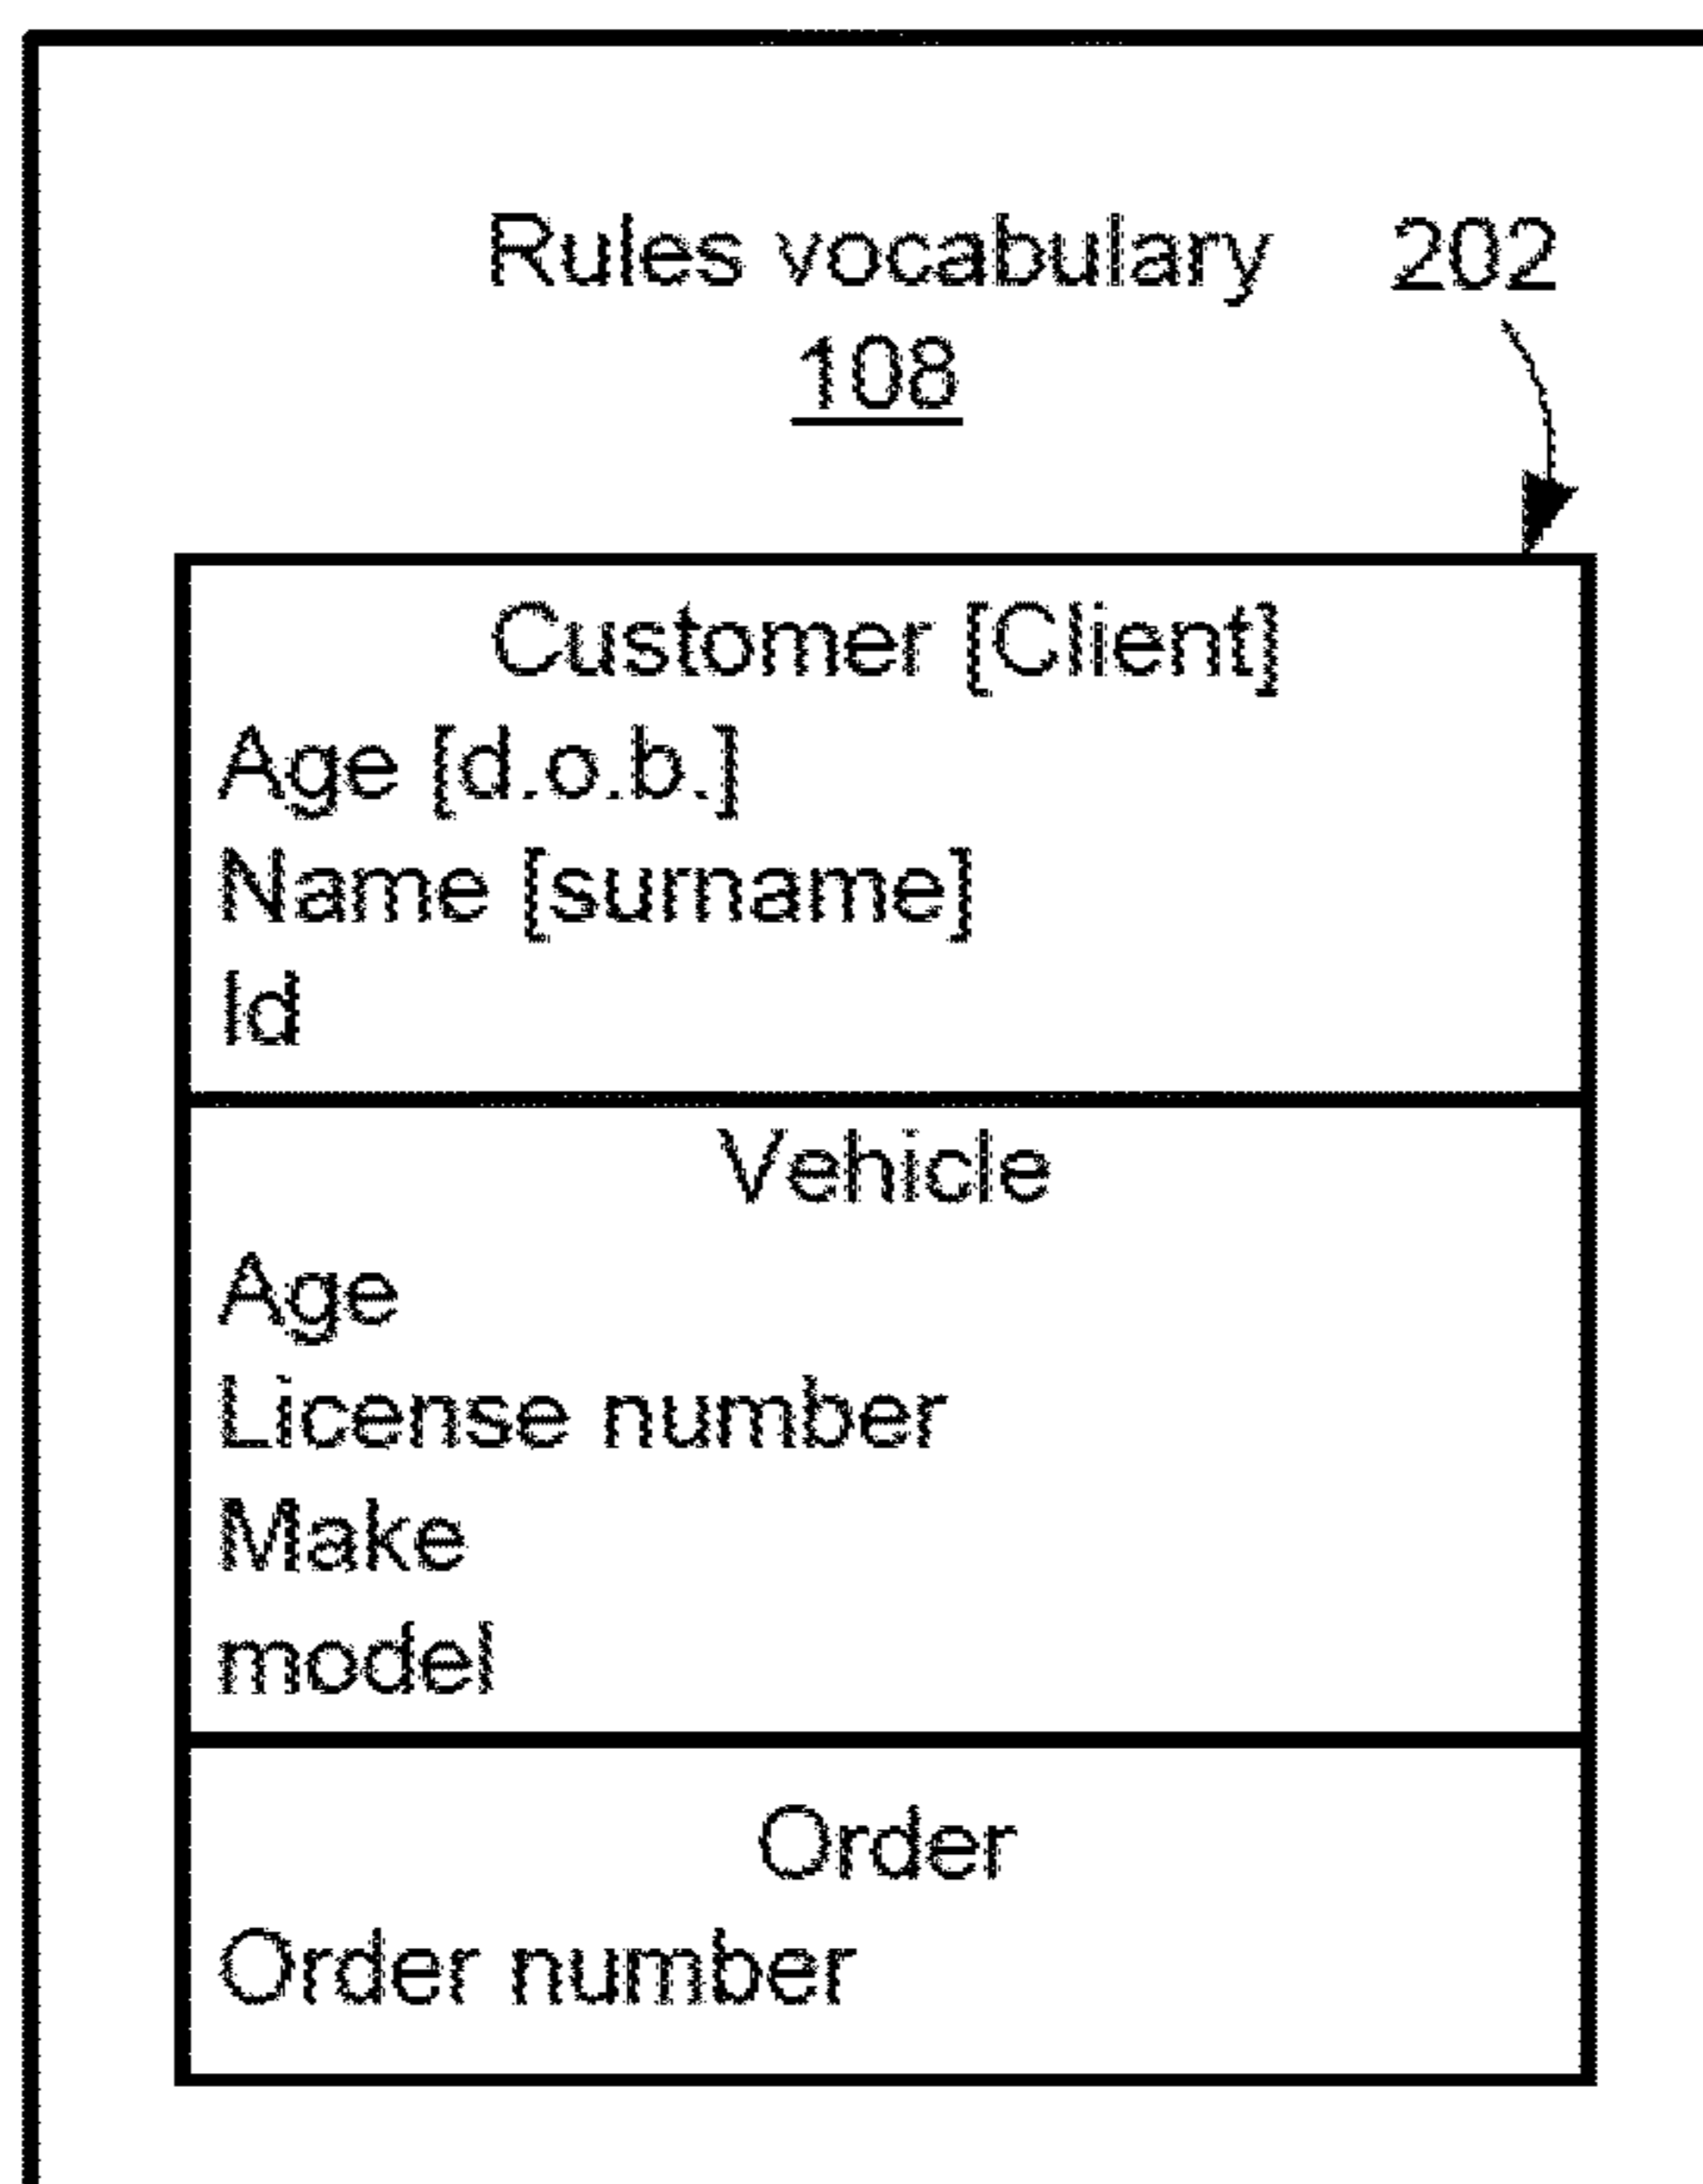 Rules vocabulary 202
108
Customer [Client]
Age [d.o.b.]
Name [surname]
Id
Vehicle
Age
License number
Make
model
Order
Order number